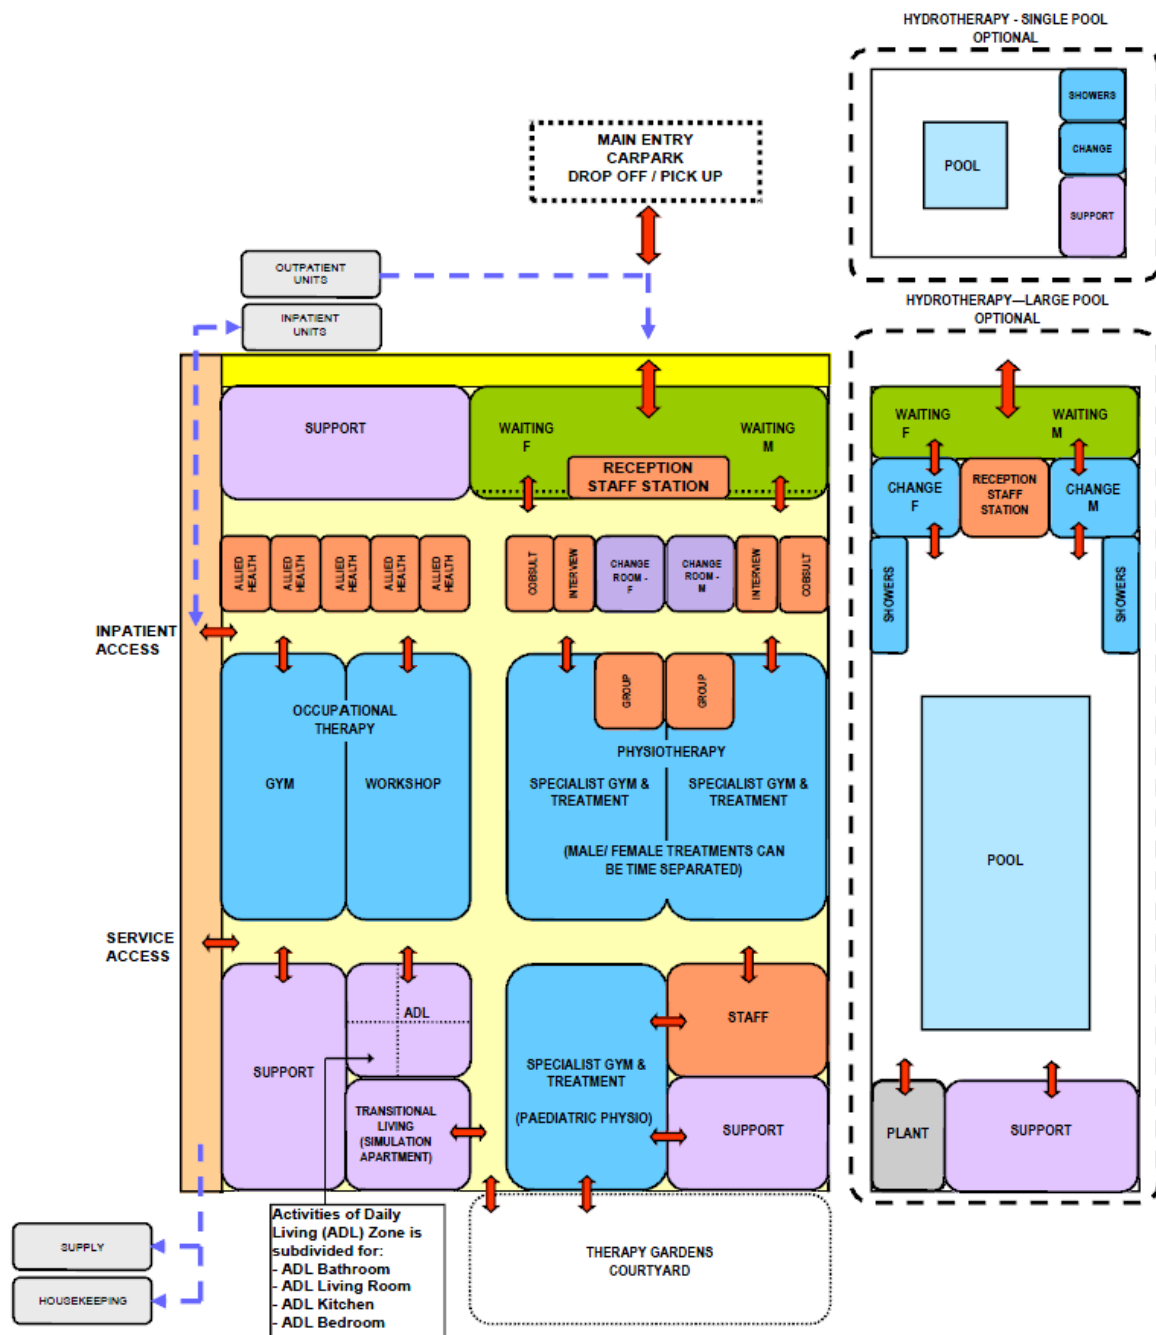 HYDROTHERAPY - SINGLE POOL
OPTIONAL
SHOWERS
CHANGE
POOL
SUPPORT
MAIN ENTRY
CARPARK
DROP OFF / PICK UP
OUTPATIENT
UNITS
INPATIENT
UNITS
HYDROTHERAPY—LARGE POOL
OPTIONAL
SUPPORT
WAITING
F
WAITING
M
RECEPTION
STAFF STATION
WAITING
F
WAITING
M
CHANGE
F
RECEPTION
STAFF
STATION
CHANGE
M
SHOWERS
SHOWERS
ALLIED
HEALTH
ALLIED
HEALTH
ALLIED
HEALTH
ALLIED
HEALTH
ALLIED
HEALTH
COBSULT
INTERVIEW
CHANGE
ROOM -
F
CHANGE
ROOM -
M
INTERVIEW
COBSULT
INPATIENT
ACCESS
OCCUPATIONAL
THERAPY
GYM
WORKSHOP
GROUP
GROUP
PHYSIOTHERAPY
SPECIALIST GYM &
TREATMENT
SPECIALIST GYM &
TREATMENT
(MALE/ FEMALE TREATMENTS CAN
BE TIME SEPARATED)
POOL
SERVICE
ACCESS
SUPPORT
ADL
TRANSITIONAL
LIVING
(SIMULATION
APARTMENT)
SPECIALIST GYM &
TREATMENT
(PAEDIATRIC PHYSIO)
STAFF
SUPPORT
PLANT
SUPPORT
SUPPLY
HOUSEKEEPING
Activities of Daily
Living (ADL) Zone is
subdivided for:
- ADL Bathroom
- ADL Living Room
- ADL Kitchen
- ADL Bedroom
THERAPY GARDENS
COURTYARD